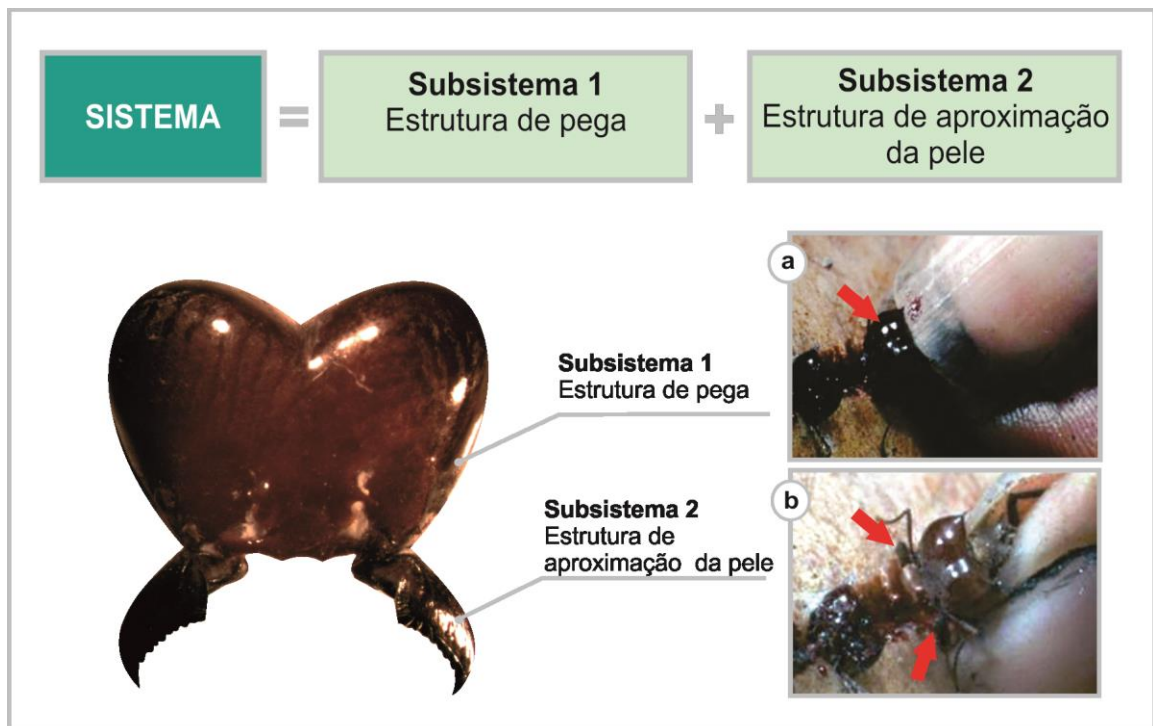 SISTEMA
=
Subsistema 1
Estrutura de pega
+
Subsistema 2
Estrutura de aproximação
da pele
a
Subsistema 1
Estrutura de pega
b
Subsistema 2
Estrutura de
aproximação da pele